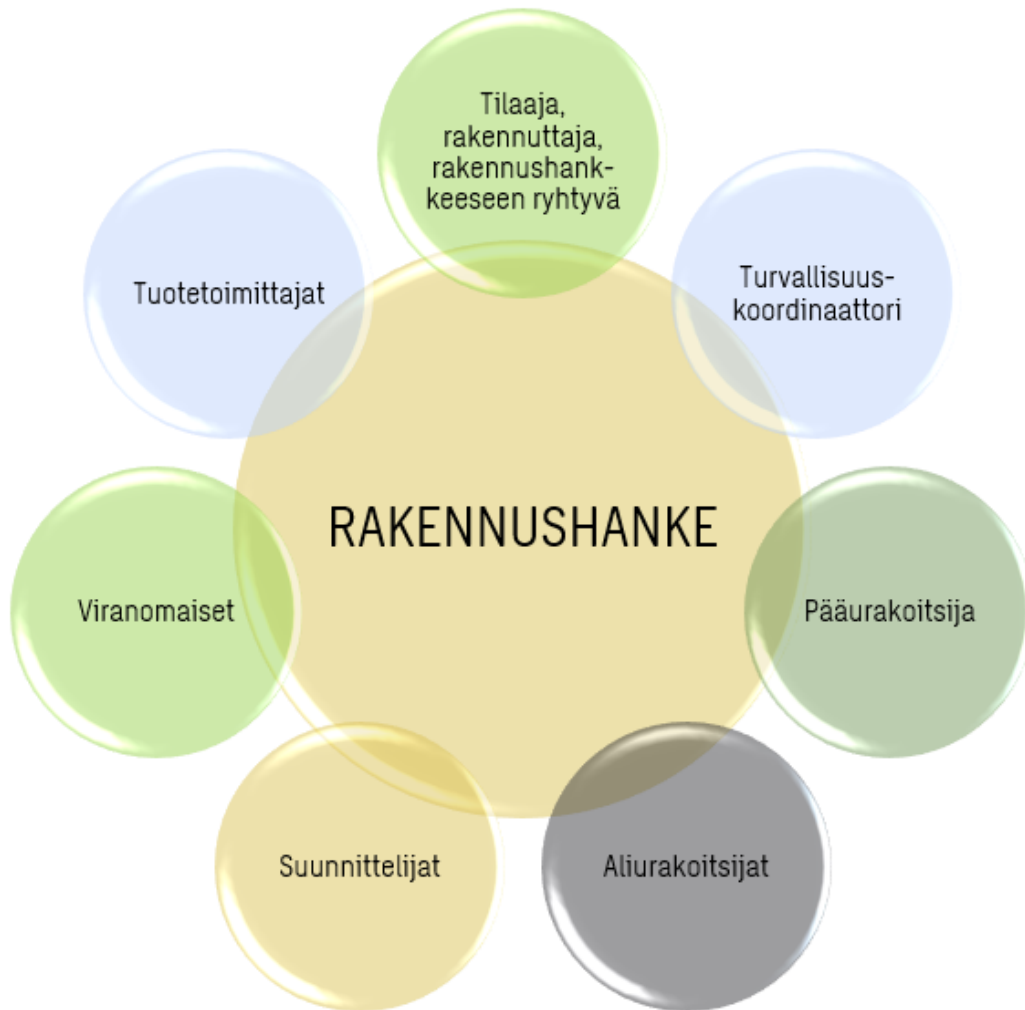 Tilaaja,
rakennuttaja,
rakennushank-
keeseen ryhtyvä
Turvallisuus-
koordinaattori
Tuotetoimittajat
RAKENNUSHANKE
Pääurakoitsija
Viranomaiset
Aliurakoitsijat
Suunnittelijat